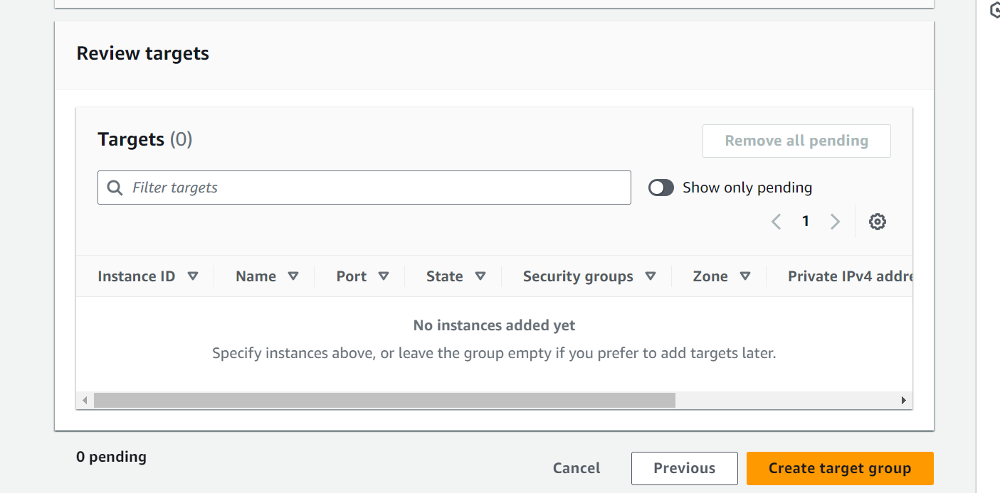 Review targets
Targets (0)
Remove all pending
Filter targets
Show only pending
1
Instance ID Name Port State Security groups Zone Private IPv4 addre
No instances added yet
Specify instances above, or leave the group empty if you prefer to add targets later.
0 pending
Cancel Previous Create target group